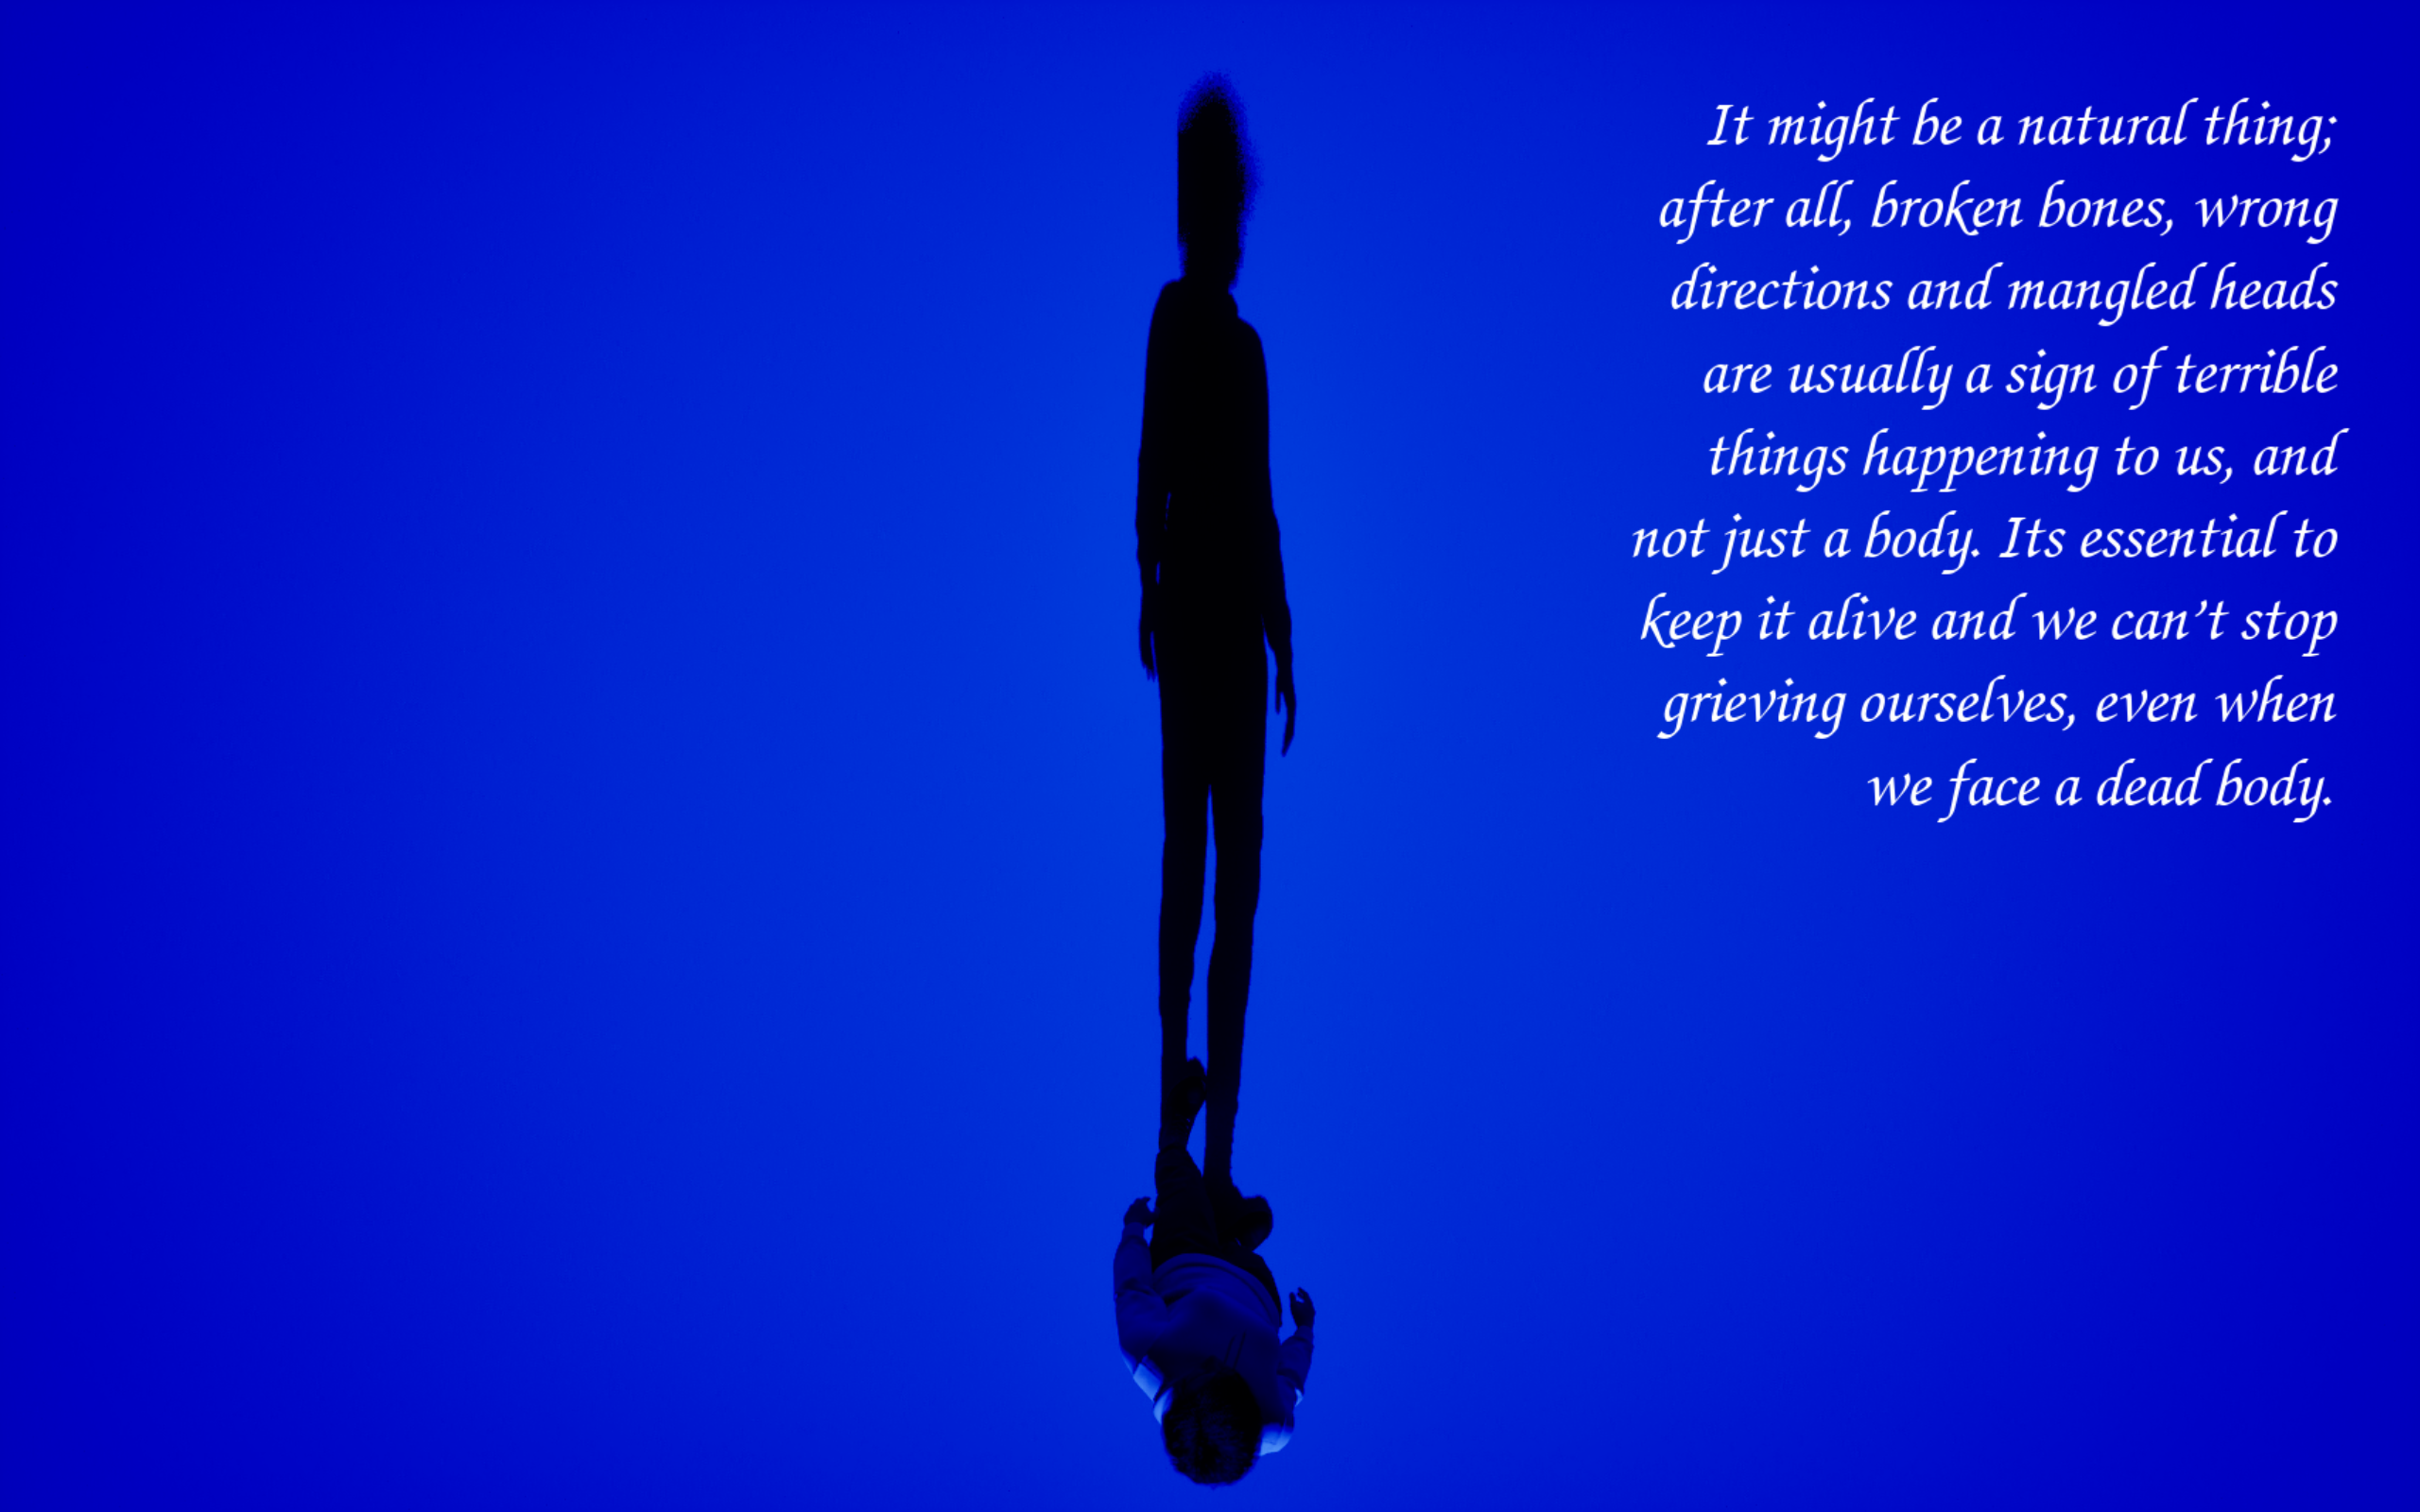 It might be a natural thing;
after all, broken bones, wrong
directions and mangled heads
are usually a sign of terrible
things happening to us, and
not just a body. Its essential to
keep it alive and we can’t stop
grieving ourselves, even when
we face a dead body.